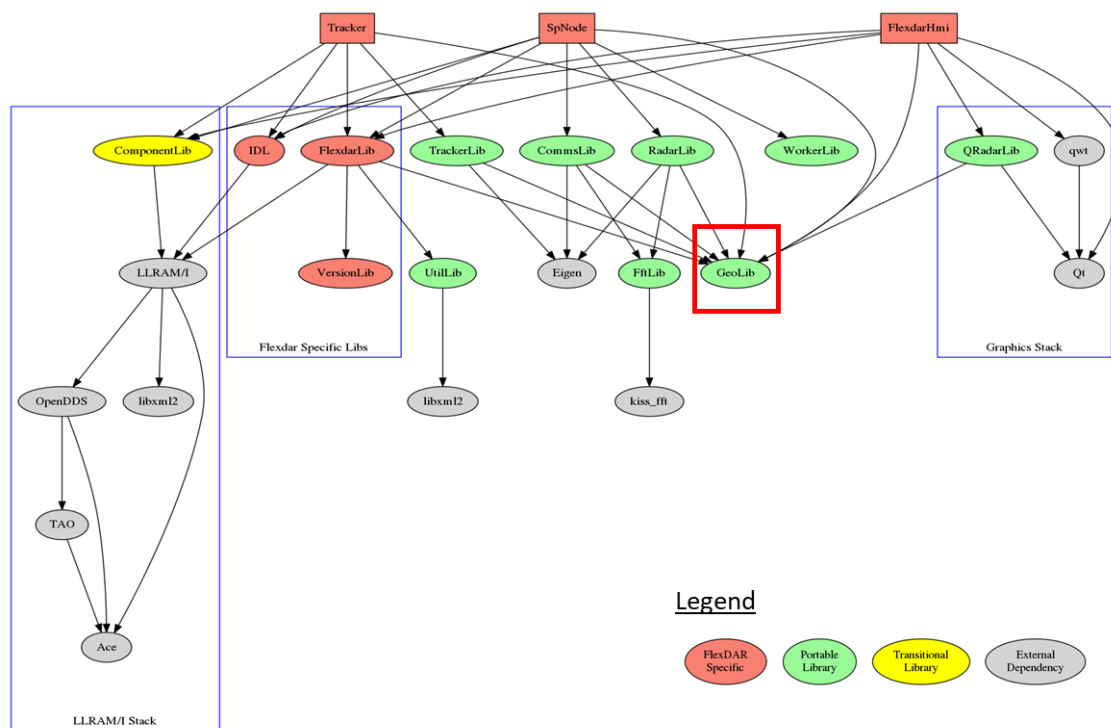 Tracker
SpNode
FlexdarHmi
ComponentLib
IDL
FlexdarLib
TrackerLib
CommsLib
RadarLib
WorkerLib
QRadarLib
qwt
LLRAM/I
VersionLib
UtilLib
Eigen
FftLib
GeoLib
Qt
Flexdar Specific Libs
Graphics Stack
OpenDDS
libxml2
libxml2
kiss_fft
TAO
Legend
Ace
FlexDAR
Specific
Portable
Library
Transitional
Library
External
Dependency
LLRAM/I Stack